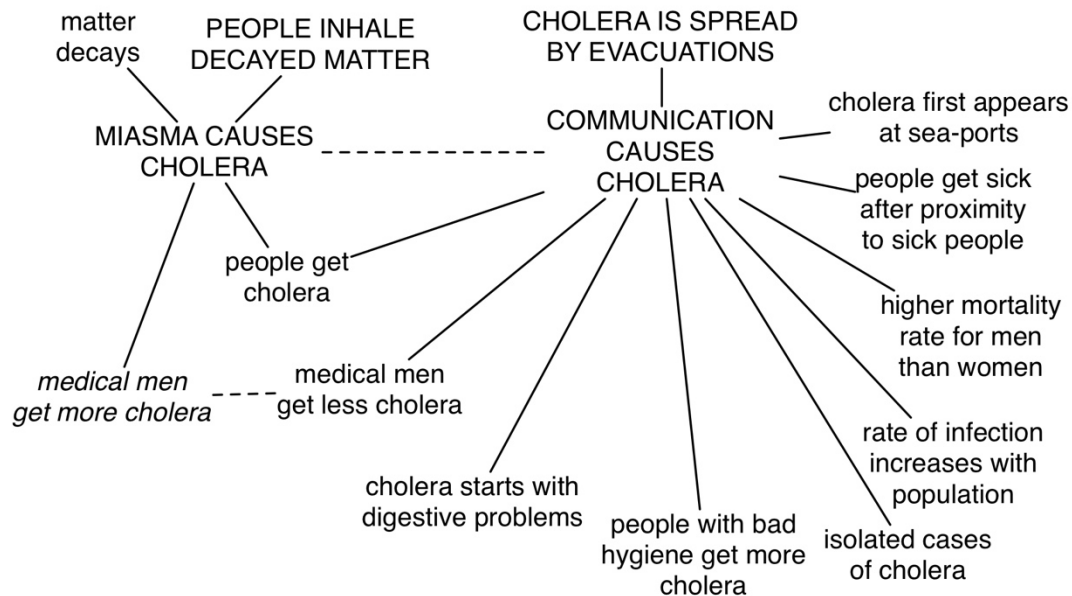 matter
decays
PEOPLE INHALE
DECAYED MATTER
CHOLERA IS SPREAD
BY EVACUATIONS
MIASMA CAUSES
CHOLERA
COMMUNICATION
CAUSES
CHOLERA
cholera first appears
at sea-ports
people get sick
after proximity
to sick people
people get
cholera
higher mortality
rate for men
than women
medical men
get more cholera
medical men
get less cholera
rate of infection
increases with
population
cholera starts with
digestive problems
people with bad
hygiene get more
cholera
isolated cases
of cholera